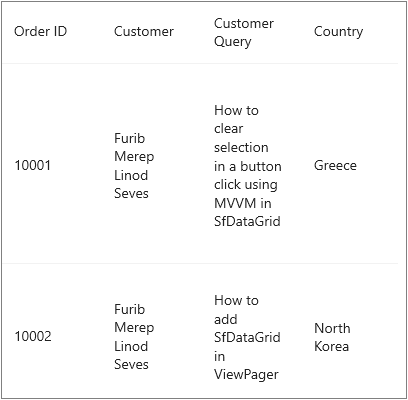 Order ID
Customer
Customer
Query
Country
10001
Furib
Merep
Linod
Seves
How to
clear
selection
in a button
click using
MVVM in
SfDataGrid
Greece
10002
Furib
Merep
Linod
Seves
How to
add
SfDataGrid
in
ViewPager
North
Korea